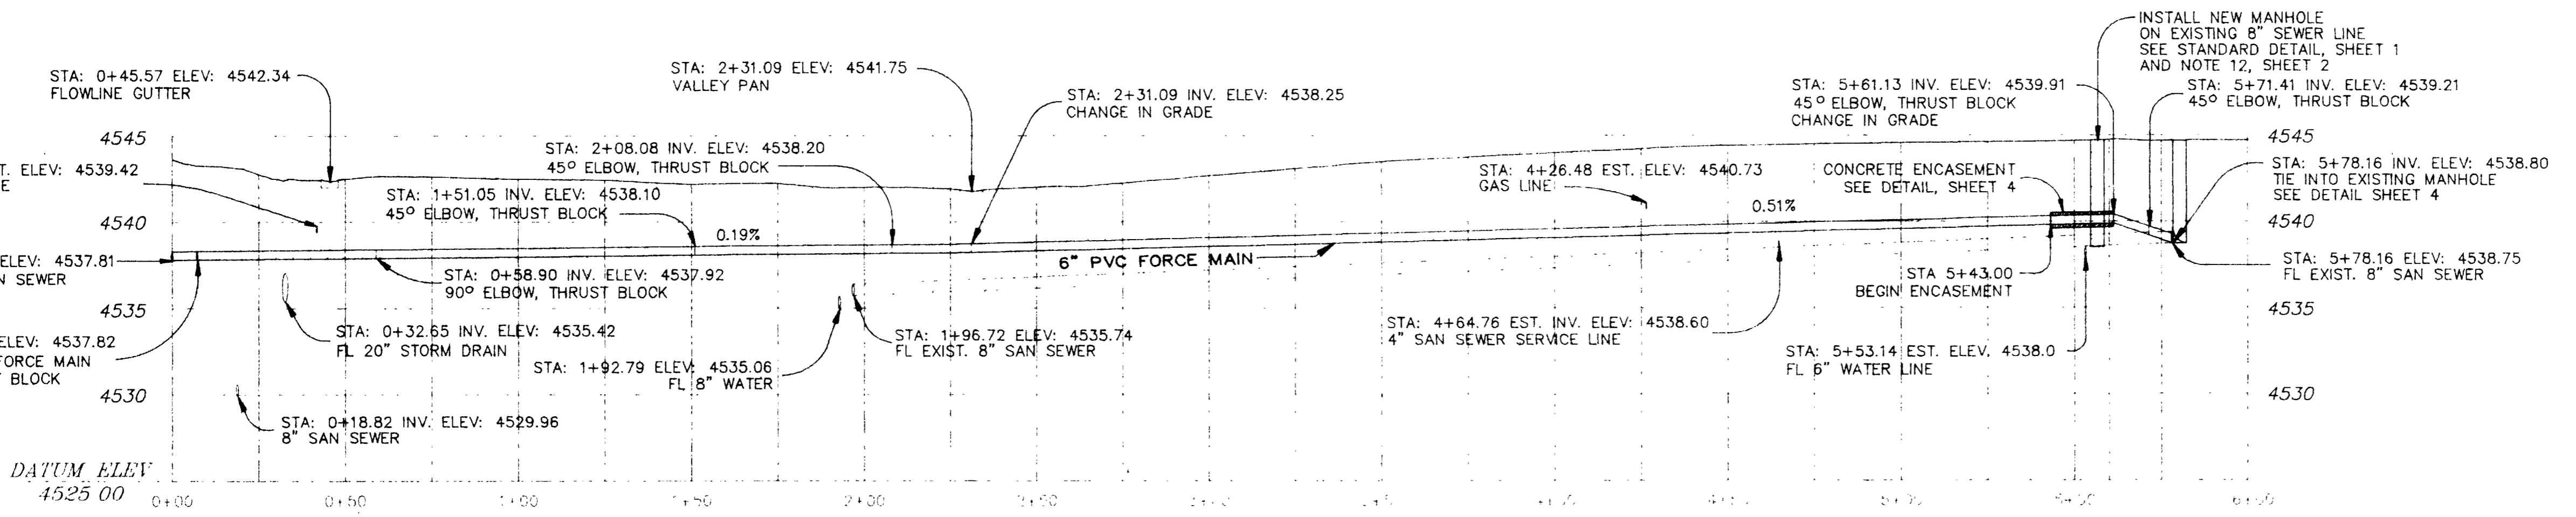 INSTALL NEW MANHOLE
ON EXISTING 8" SEWER LINE
SEE STANDARD DETAIL, SHEET 1
AND NOTE 12, SHEET 2
STA: 0+45.57 ELEV: 4542.34
FLOWLINE GUTTER
STA: 2+31.09 ELEV: 4541.75
VALLEY PAN
STA: 2+31.09 INV. ELEV: 4538.25
CHANGE IN GRADE
STA: 5+61.13 INV. ELEV: 4539.91
45° ELBOW, THRUST BLOCK
CHANGE IN GRADE
STA: 5+71.41 INV. ELEV: 4539.21
45° ELBOW, THRUST BLOCK
4545
4545
STA: 2+08.08 INV. ELEV: 4538.20
45° ELBOW, THRUST BLOCK
T. ELEV: 4539.42
E
STA: 1+51.05 INV. ELEV: 4538.10
45° ELBOW, THRUST BLOCK
STA: 4+26.48 EST. ELEV: 4540.73
GAS LINE
CONCRETE ENCASEMENT
SEE DETAIL, SHEET 4
STA: 5+78.16 INV. ELEV: 4538.80
TIE INTO EXISTING MANHOLE
SEE DETAIL SHEET 4
4540
0.19%
0.51%
4540
ELEV: 4537.81
N SEWER
STA: 0+58.90 INV. ELEV: 4537.92
90° ELBOW, THRUST BLOCK
6" PVC FORCE MAIN
STA 5+43.00
BEGIN ENCASEMENT
STA: 5+78.16 ELEV: 4538.75
FL EXIST. 8" SAN SEWER
4535
4535
ELEV: 4537.82
FORCE MAIN
BLOCK
STA: 0+32.65 INV. ELEV: 4535.42
FL 20" STORM DRAIN
STA: 1+96.72 ELEV: 4535.74
FL EXIST. 8" SAN SEWER
STA: 4+64.76 EST. INV. ELEV: 4538.60
4" SAN SEWER SERVICE LINE
STA: 1+92.79 ELEV: 4535.06
FL 8" WATER
STA: 5+53.14 EST. ELEV, 4538.0
FL 6" WATER LINE
4530
4530
STA: 0+18.82 INV. ELEV: 4529.96
8" SAN SEWER
DATUM ELEV
4525 00
0+00
0+50
1+00
1+50
2+00
5+00
6+00